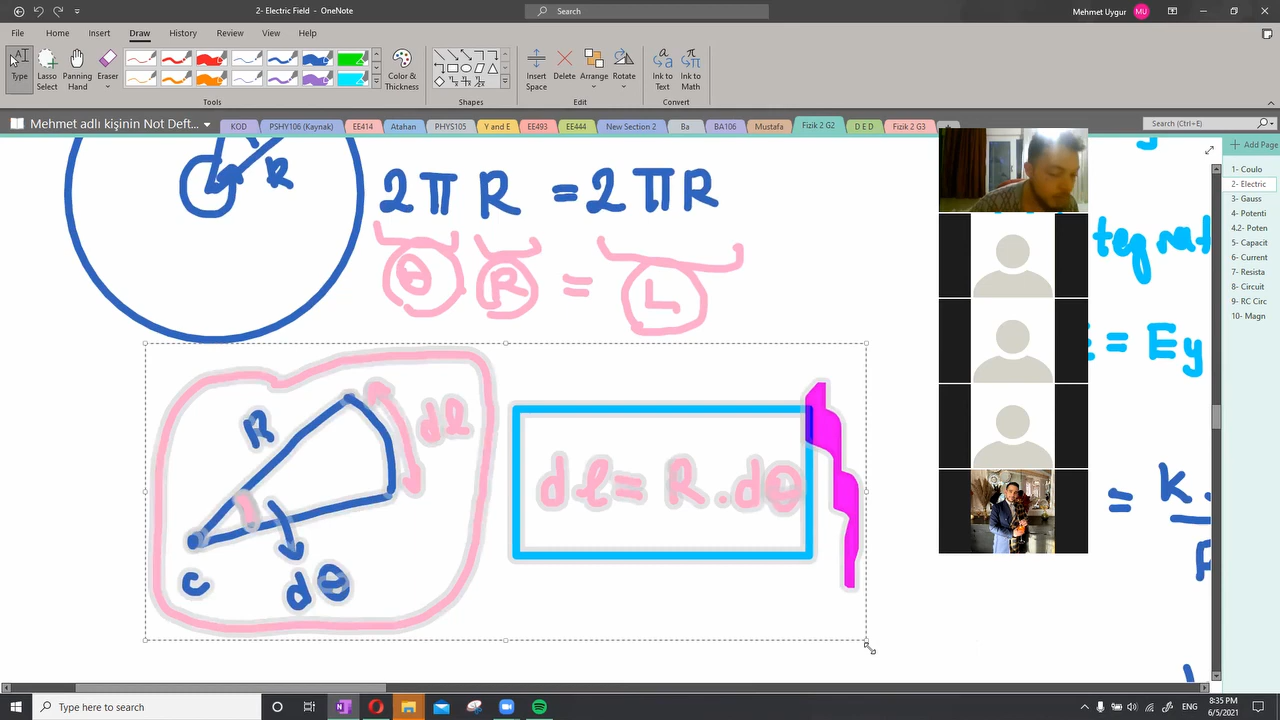 2- Electric Field - OneNote
Search
Mehmet Uygur
MU
File Home Insert Draw History Review View Help
Type
Lasso Select
Panning Hand
Eraser
Color & Thickness
Insert Space
Delete
Arrange
Rotate
Ink to Text
Ink to Math
Tools
Shapes
Edit
Convert
Mehmet adlı kişinin Not Deft...
KOD PSHY106 (Kaynak) EE414 Atahan PHYS105 Y and E EE493 EE444 New Section 2 Ba BA106 Mustafa Fizik 2 G2 D E D Fizik 2 G3
Search (Ctrl+E)
Add Page
1- Coulo
2- Electric
3- Gauss
4- Potenti
4.2- Poten
5- Capacit
6- Current
7- Resista
8- Circuit
9- RC Circ
10- Magn
R
2πR = 2πR
θ R = L
tegrat
= Ey
R
dl
dl = R.dθ
c
dθ
= K.
Type here to search
ENG
8:35 PM
6/5/2021